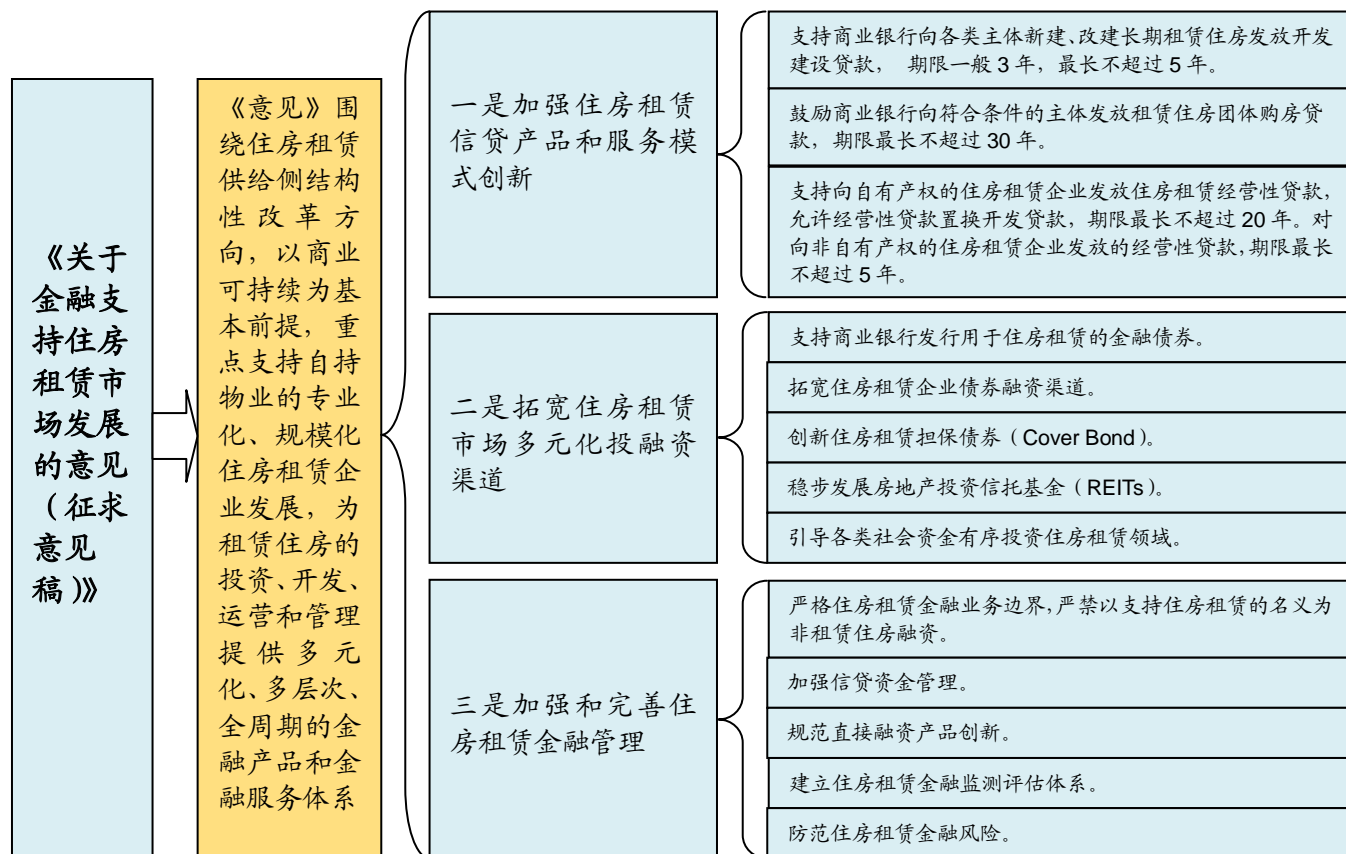 《关于
金融支
持住房
租赁市
场发展
的意见
（征求
意见
稿）》
《意见》围
绕住房租赁
供给侧结构
性改革方
向，以商业
可持续为基
本前提，重
点支持自持
物业的专业
化、规模化
住房租赁企
业发展，为
租赁住房的
投资、开发、
运营和管理
提供多元
化、多层次、
全周期的金
融产品和金
融服务体系
一是加强住房租赁
信贷产品和服务模
式创新
支持商业银行向各类主体新建、改建长期租赁住房发放开发
建设贷款， 期限一般 3 年，最长不超过 5 年。
鼓励商业银行向符合条件的主体发放租赁住房团体购房贷
款，期限最长不超过 30 年。
支持向自有产权的住房租赁企业发放住房租赁经营性贷款，
允许经营性贷款置换开发贷款，期限最长不超过 20 年。对
向非自有产权的住房租赁企业发放的经营性贷款，期限最长
不超过 5 年。
二是拓宽住房租赁
市场多元化投融资
渠道
支持商业银行发行用于住房租赁的金融债券。
拓宽住房租赁企业债券融资渠道。
创新住房租赁担保债券（Cover Bond）。
稳步发展房地产投资信托基金（REITs）。
引导各类社会资金有序投资住房租赁领域。
三是加强和完善住
房租赁金融管理
严格住房租赁金融业务边界，严禁以支持住房租赁的名义为
非租赁住房融资。
加强信贷资金管理。
规范直接融资产品创新。
建立住房租赁金融监测评估体系。
防范住房租赁金融风险。